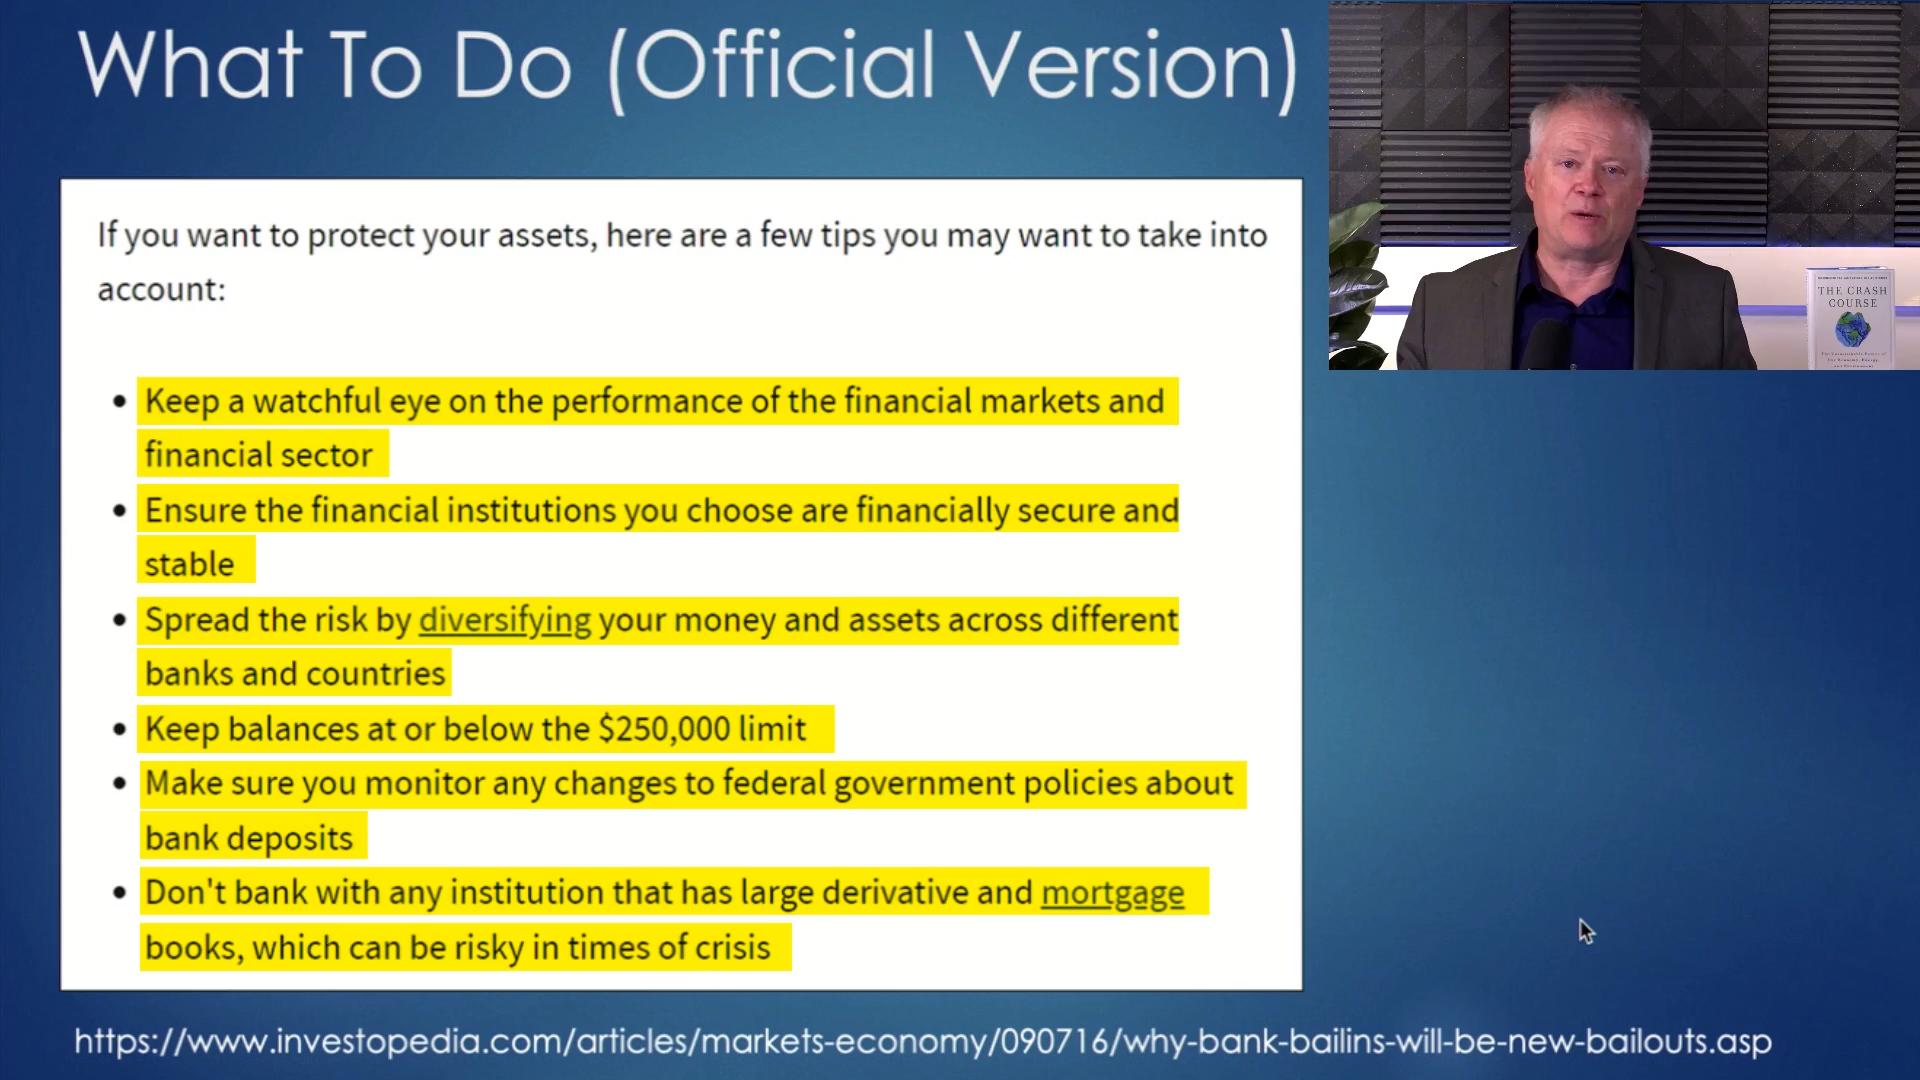 What To Do (Official Version)
If you want to protect your assets, here are a few tips you may want to take into
account:
• Keep a watchful eye on the performance of the financial markets and
financial sector
• Ensure the financial institutions you choose are financially secure and
stable
• Spread the risk by diversifying your money and assets across different
banks and countries
• Keep balances at or below the $250,000 limit
• Make sure you monitor any changes to federal government policies about
bank deposits
• Don't bank with any institution that has large derivative and mortgage
books, which can be risky in times of crisis
https://www.investopedia.com/articles/markets-economy/090716/why-bank-bailins-will-be-new-bailouts.asp
THE CRASH
COURSE